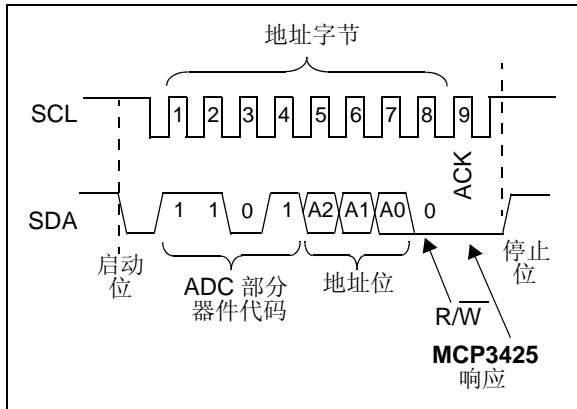 地址字节
SCL
1 2 3 4 5 6 7 8 9
ACK
SDA
1 1 0 1 A2 A1 A0 0
启动
位
ADC 部分
器件代码
地址位
停止
位
R/W̅
MCP3425
响应